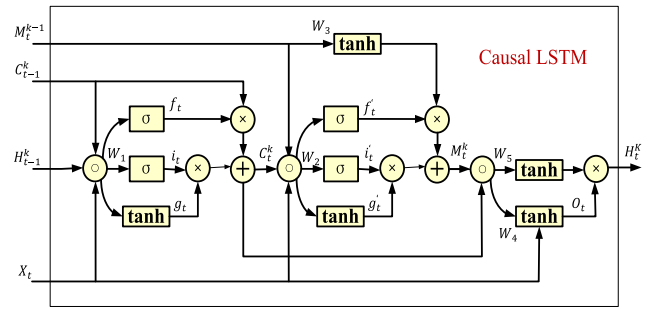 M_t^{k-1}
W_3
tanh
Causal LSTM
C_{t-1}^k
σ
f_t
×
σ
f_t^'
×
H_{t-1}^k
W_1
σ
i_t
×
+
C_t^k
W_2
σ
i_t^'
×
+
M_t^k
W_5
tanh
×
H_t^K
tanh
g_t
tanh
g_t^'
W_4
tanh
O_t
X_t